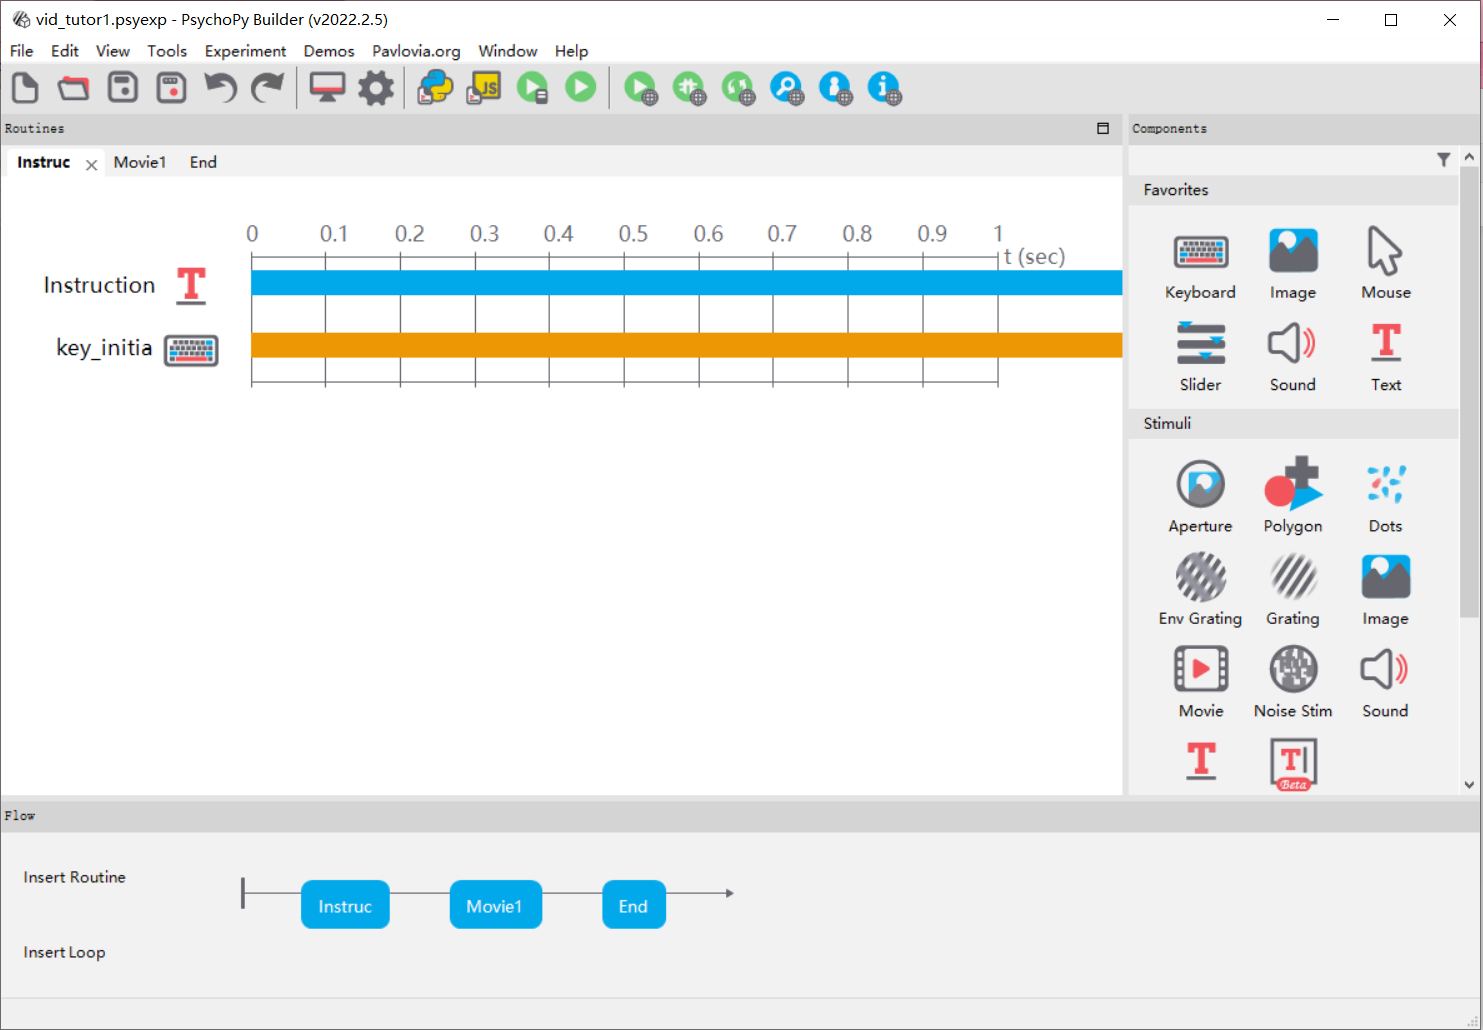 vid_tutor1.psyexp - PsychoPy Builder (v2022.2.5)
File Edit View Tools Experiment Demos Pavlovia.org Window Help
JS
Routines
Components
Instruc Movie1 End
Favorites
0 0.1 0.2 0.3 0.4 0.5 0.6 0.7 0.8 0.9 1
t (sec)
Instruction T
key_initia
Keyboard Image Mouse
T
Slider Sound Text
Stimuli
Aperture Polygon Dots
Env Grating Grating Image
Movie Noise Stim Sound
T T
Beta
Flow
Insert Routine
Instruc Movie1 End
Insert Loop